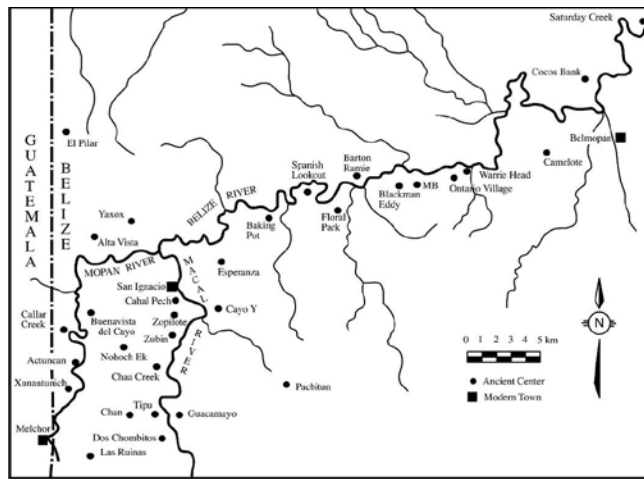 Saturday Creek
Cocos Bank
Belmopan
GUATEMALA
BELIZE
El Pilar
Camelote
Barton
Ramie
Spanish
Lookout
Warrie Head
MB
Ontario Village
Blackman
Eddy
Yaxox
BELIZE RIVER
Baking
Pot
Floral
Park
Alta Vista
MOPAN RIVER
MACAL
RIVER
Esperanza
San Ignacio
Cahal Pech
Cayo Y
Buenavista
del Cayo
Zopilote
Callar
Creek
Zubin
Nohoch Ek
Actuncan
Chaa Creek
Xunantunich
Pacbitun
Chan
Tipu
Guacamayo
Melchor
Dos Chombitos
Las Ruinas
N
0 1 2 3 4 5 km
Ancient Center
Modern Town